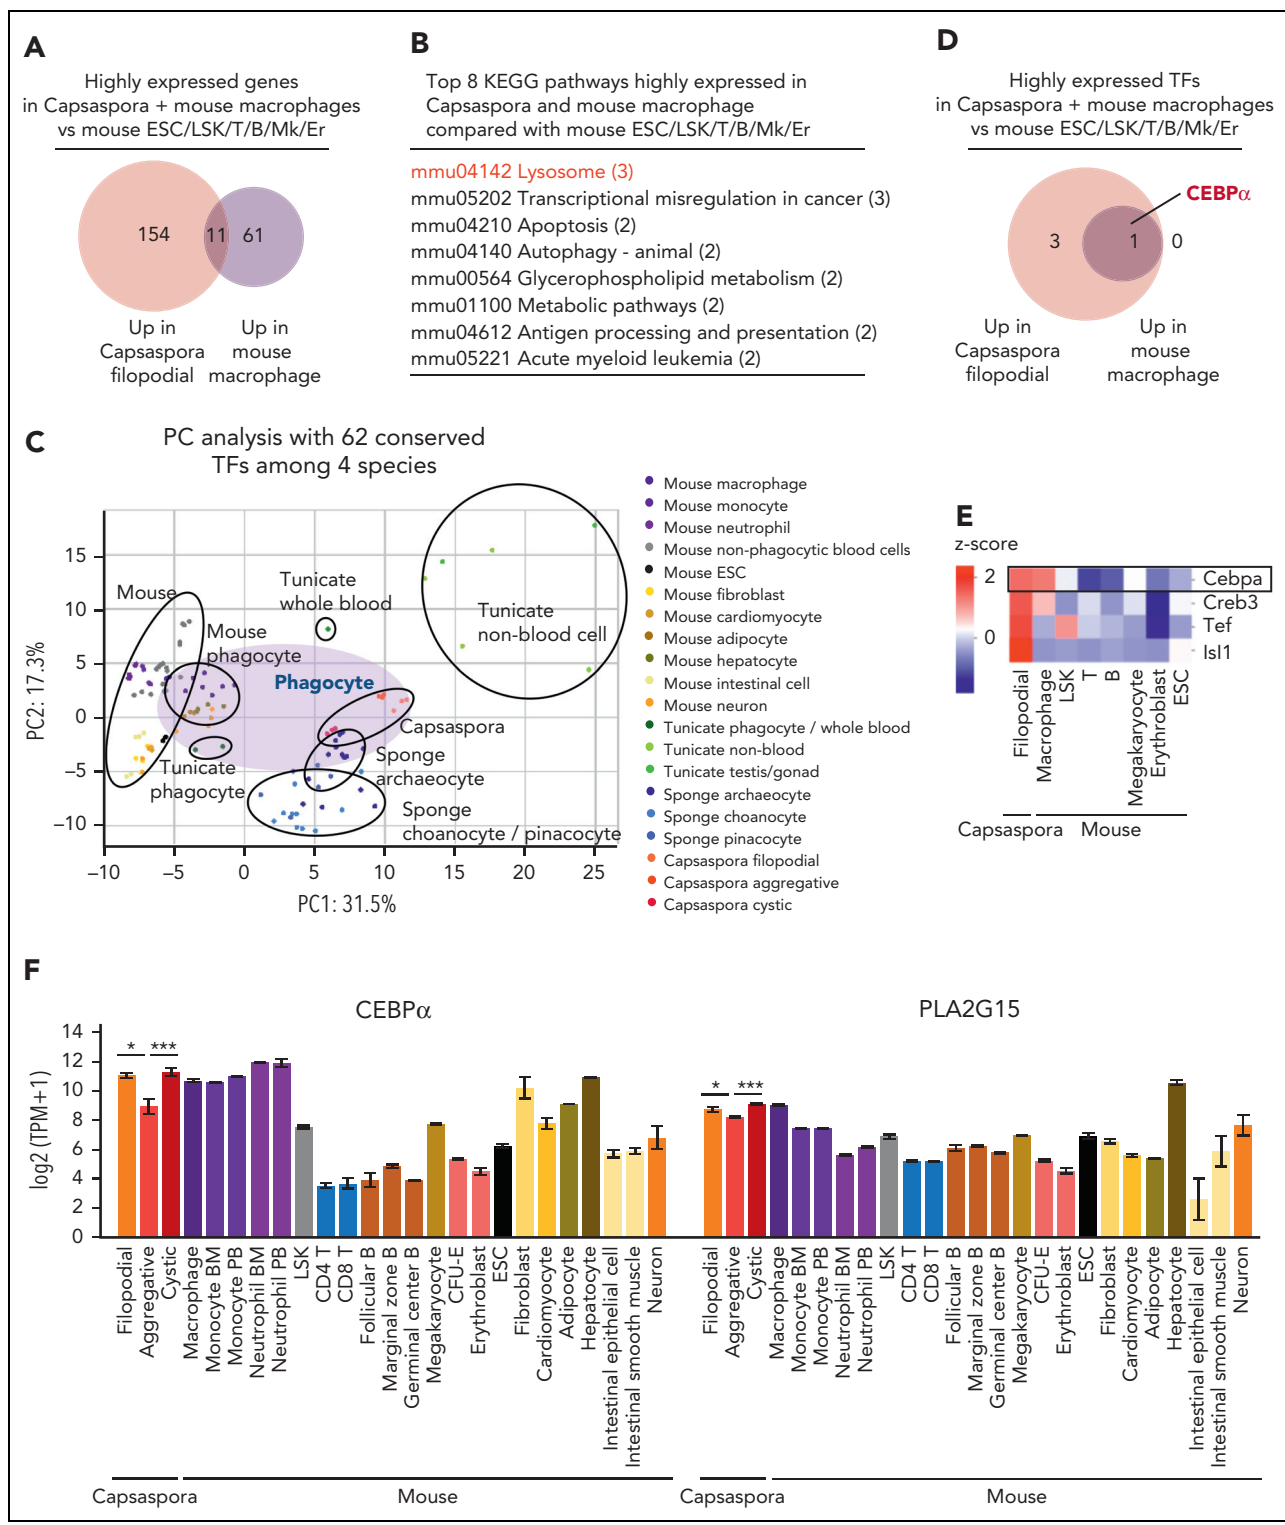 A
Highly expressed genes
in Capsaspora + mouse macrophages
vs mouse ESC/LSK/T/B/Mk/Er
154
11
61
Up in
Capsaspora
filopodial
Up in
mouse
macrophage
B
Top 8 KEGG pathways highly expressed in
Capsaspora and mouse macrophage
compared with mouse ESC/LSK/T/B/Mk/Er
mmu04142 Lysosome (3)
mmu05202 Transcriptional misregulation in cancer (3)
mmu04210 Apoptosis (2)
mmu04140 Autophagy - animal (2)
mmu00564 Glycerophospholipid metabolism (2)
mmu01100 Metabolic pathways (2)
mmu04612 Antigen processing and presentation (2)
mmu05221 Acute myeloid leukemia (2)
D
Highly expressed TFs
in Capsaspora + mouse macrophages
vs mouse ESC/LSK/T/B/Mk/Er
CEBPα
3
1
0
Up in
Capsaspora
filopodial
Up in
mouse
macrophage
C
PC analysis with 62 conserved
TFs among 4 species
PC2: 17.3%
15
10
5
0
−5
−10
Mouse
Mouse
phagocyte
Tunicate
whole blood
Tunicate
non-blood cell
Phagocyte
Capsaspora
Tunicate
phagocyte
Sponge
archaeocyte
Sponge
choanocyte / pinacocyte
−10
−5
0
5
10
15
20
25
PC1: 31.5%
Mouse macrophage
Mouse monocyte
Mouse neutrophil
Mouse non-phagocytic blood cells
Mouse ESC
Mouse fibroblast
Mouse cardiomyocyte
Mouse adipocyte
Mouse hepatocyte
Mouse intestinal cell
Mouse neuron
Tunicate phagocyte / whole blood
Tunicate non-blood
Tunicate testis/gonad
Sponge archaeocyte
Sponge choanocyte
Sponge pinacocyte
Capsaspora filopodial
Capsaspora aggregative
Capsaspora cystic
E
z-score
2
0
Cebpa
Creb3
Tef
Isl1
Filopodial
Macrophage
LSK
T
B
Megakaryocyte
Erythroblast
ESC
Capsaspora
Mouse
F
CEBPα
log2 (TPM+1)
14
12
10
8
6
4
2
0
*
***
Filopodial
Aggregative
Cystic
Macrophage
Monocyte BM
Monocyte PB
Neutrophil BM
Neutrophil PB
LSK
CD4 T
CD8 T
Follicular B
Marginal zone B
Germinal center B
Megakaryocyte
CFU-E
Erythroblast
ESC
Fibroblast
Cardiomyocyte
Adipocyte
Hepatocyte
Intestinal epithelial cell
Intestinal smooth muscle
Neuron
Capsaspora
Mouse
PLA2G15
*
***
Filopodial
Aggregative
Cystic
Macrophage
Monocyte BM
Monocyte PB
Neutrophil BM
Neutrophil PB
LSK
CD4 T
CD8 T
Follicular B
Marginal zone B
Germinal center B
Megakaryocyte
CFU-E
Erythroblast
ESC
Fibroblast
Cardiomyocyte
Adipocyte
Hepatocyte
Intestinal epithelial cell
Intestinal smooth muscle
Neuron
Capsaspora
Mouse